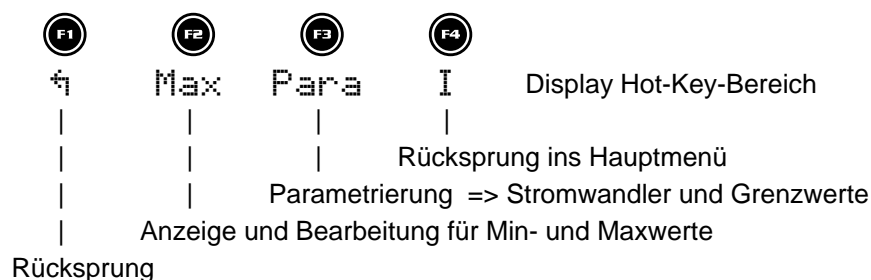 F1 F2 F3 F4
↰ Max Para I Display Hot-Key-Bereich
| | | |
| | | Rücksprung ins Hauptmenü
| | Parametrierung => Stromwandler und Grenzwerte
| Anzeige und Bearbeitung für Min- und Maxwerte
Rücksprung